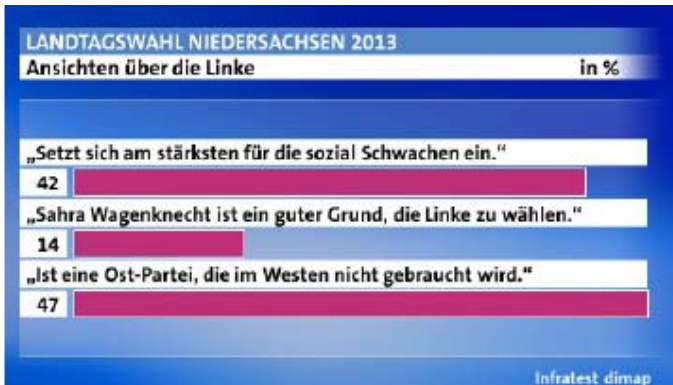 LANDTAGSWAHL NIEDERSACHSEN 2013
Ansichten über die Linke in %
„Setzt sich am stärksten für die sozial Schwachen ein.“
42
„Sahra Wagenknecht ist ein guter Grund, die Linke zu wählen.“
14
„Ist eine Ost-Partei, die im Westen nicht gebraucht wird.“
47
Infratest dimap